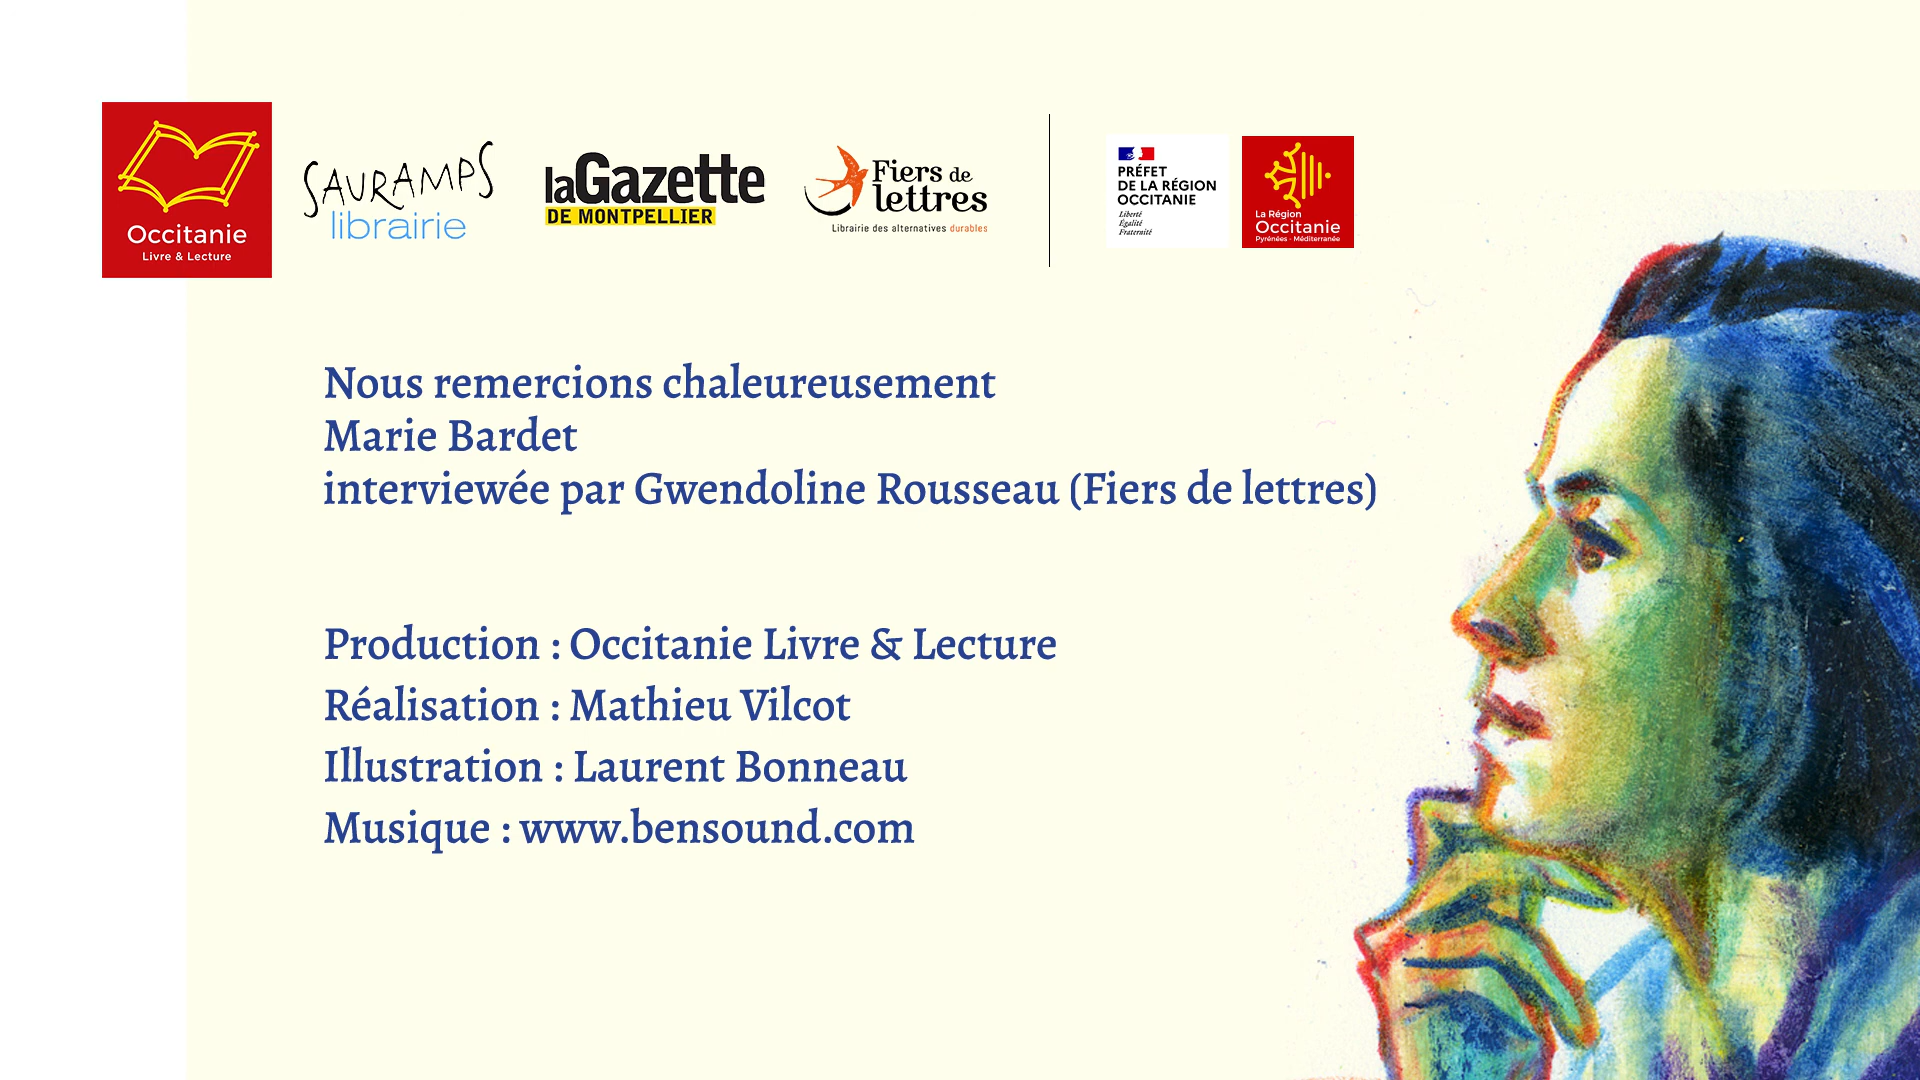 Occitanie
Livre & Lecture
SAURAMPS
librairie
laGazette
DE MONTPELLIER
Fiers de
lettres
Librairie des alternatives durables
PRÉFET
DE LA RÉGION
OCCITANIE
Liberté
Égalité
Fraternité
La Région
Occitanie
Pyrénées - Méditerranée
Nous remercions chaleureusement
Marie Bardet
interviewée par Gwendoline Rousseau (Fiers de lettres)
Production : Occitanie Livre & Lecture
Réalisation : Mathieu Vilcot
Illustration : Laurent Bonneau
Musique : www.bensound.com